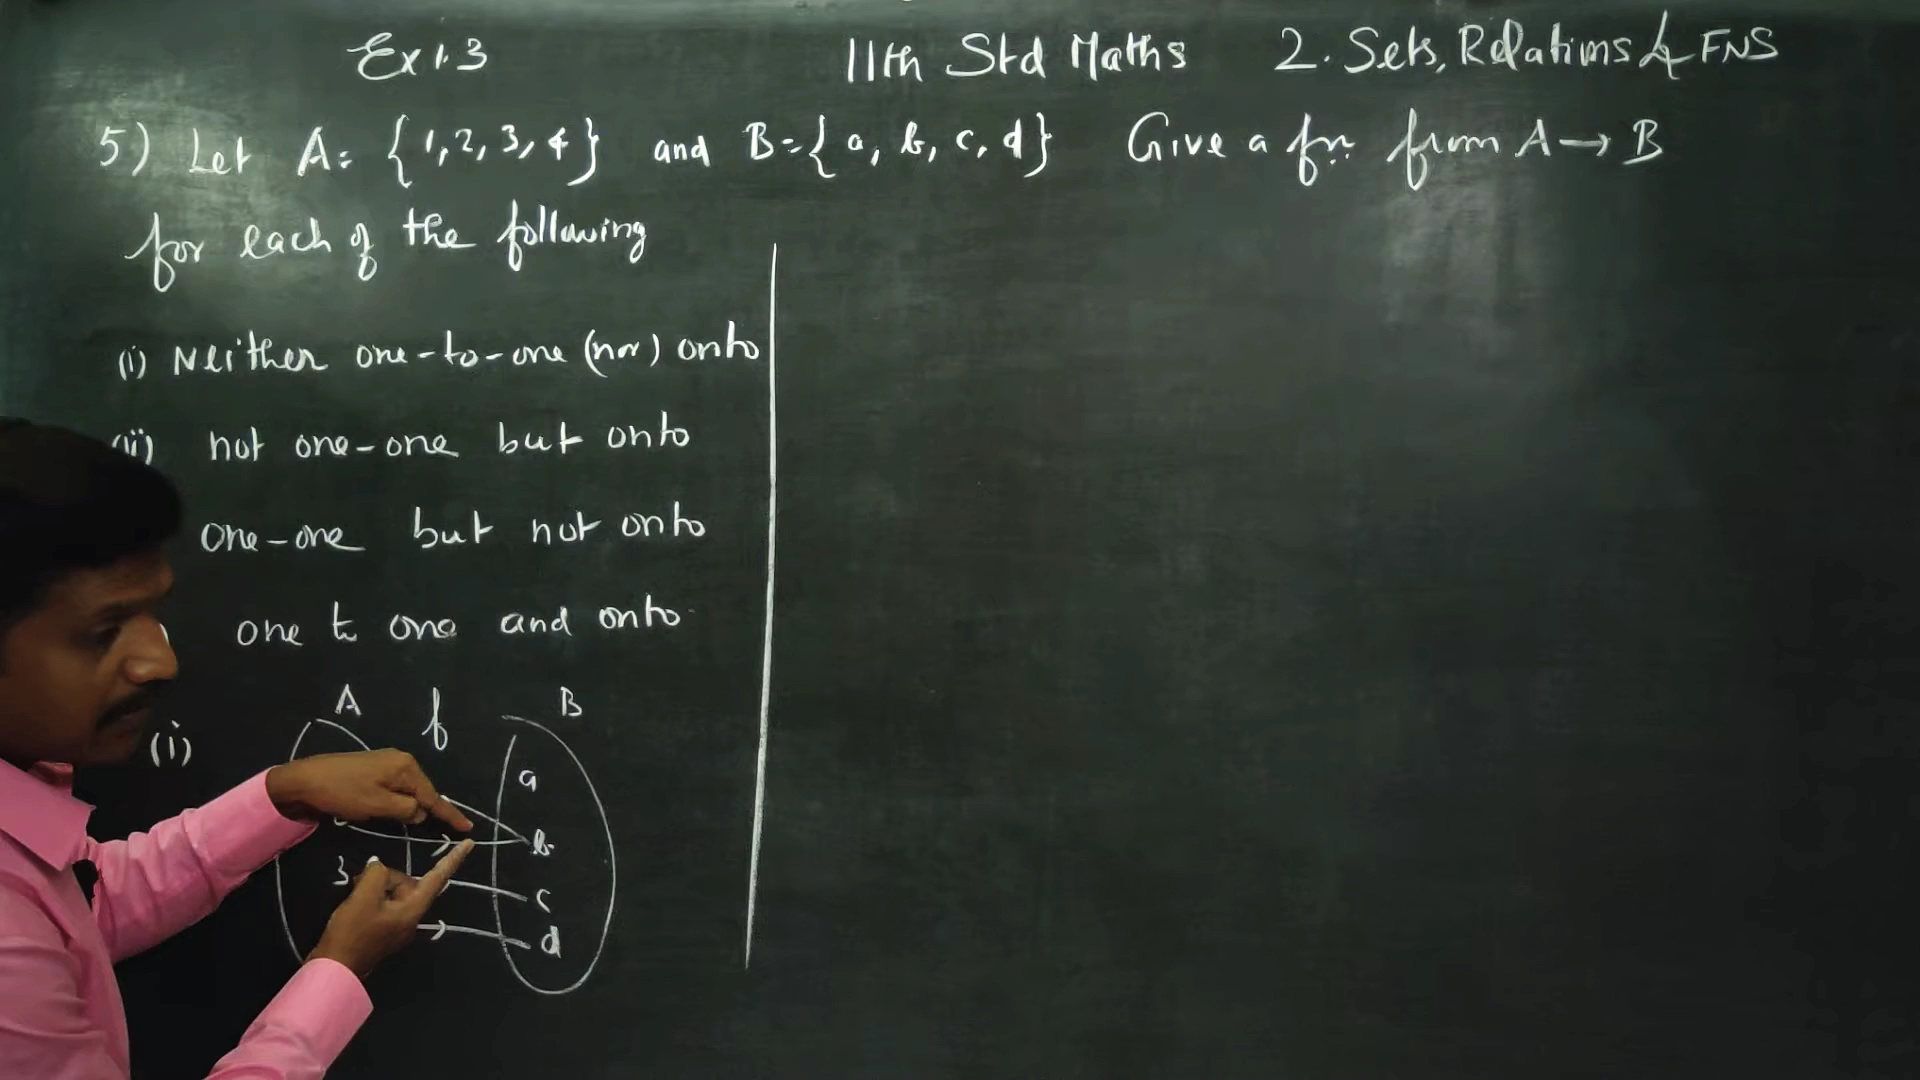 Ex 1.3 11th Std Maths 2. Sets, Relations & FNS
5) Let A = {1, 2, 3, 4} and B = {a, b, c, d} Give a fn. from A → B
for each of the following
(i) Neither one-to-one (nor) onto
(ii) not one-one but onto
one-one but not onto
one to one and onto
(i) A f B
a
b
3 c
d